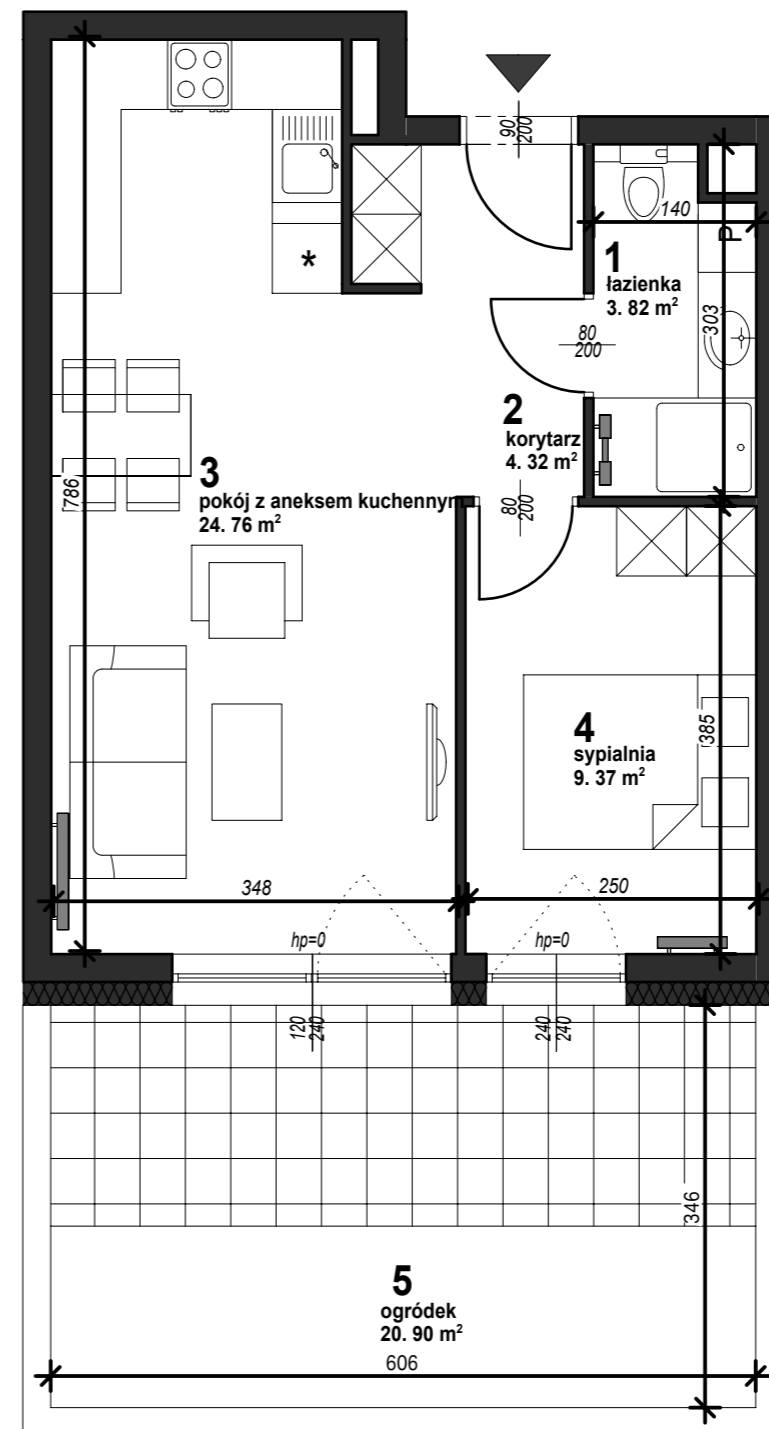 90
200
140
P
1
łazienka
3. 82 m²
303
80
200
2
korytarz
4. 32 m²
*
3
pokój z aneksem kuchennym
24. 76 m²
786
80
200
4
sypialnia
9. 37 m²
385
348
250
hp=0
hp=0
120
240
240
240
346
5
ogródek
20. 90 m²
606